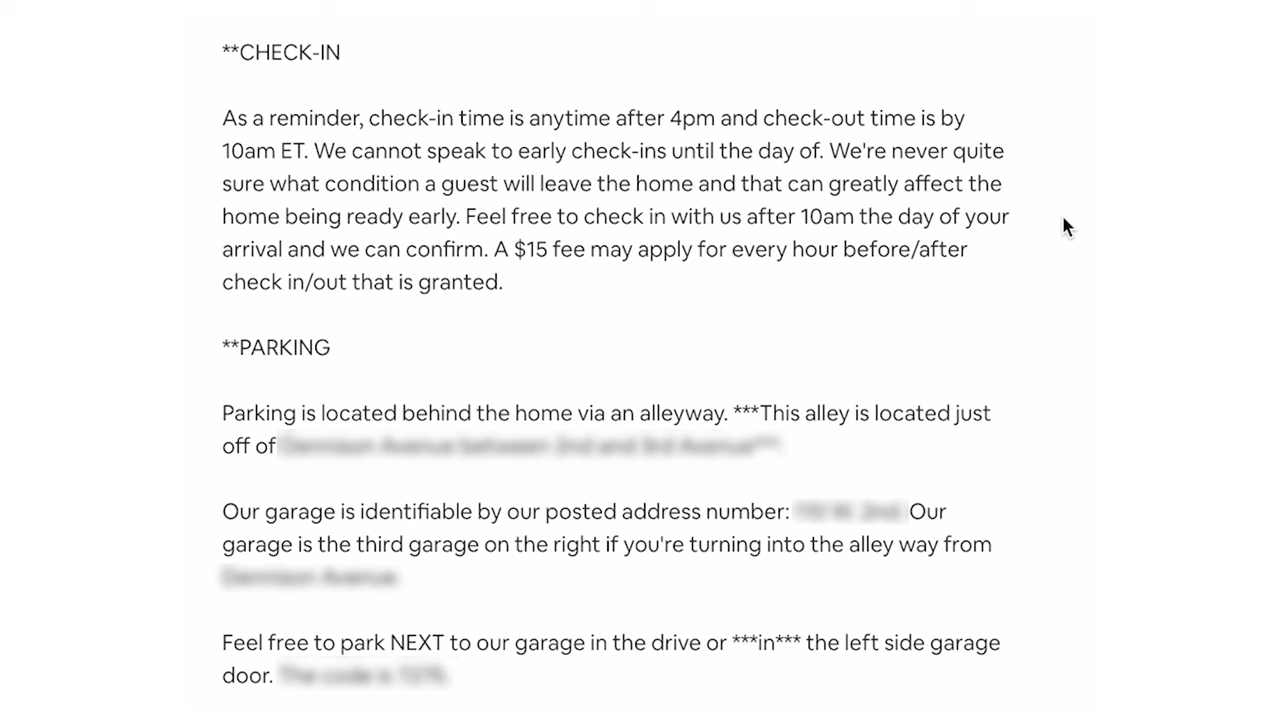 **CHECK-IN
As a reminder, check-in time is anytime after 4pm and check-out time is by
10am ET. We cannot speak to early check-ins until the day of. We're never quite
sure what condition a guest will leave the home and that can greatly affect the
home being ready early. Feel free to check in with us after 10am the day of your
arrival and we can confirm. A $15 fee may apply for every hour before/after
check in/out that is granted.
**PARKING
Parking is located behind the home via an alleyway. ***This alley is located just
off of
Our garage is identifiable by our posted address number: Our
garage is the third garage on the right if you're turning into the alley way from
Feel free to park NEXT to our garage in the drive or ***in*** the left side garage
door.